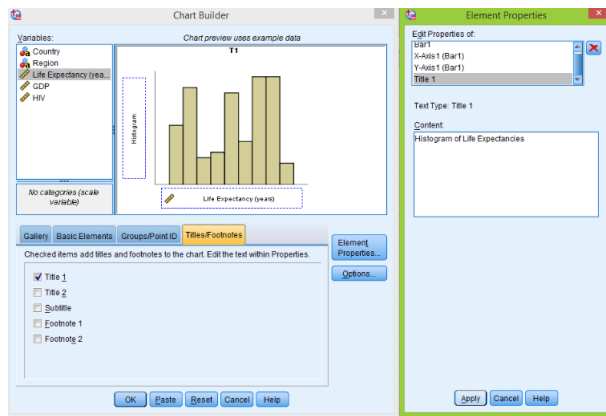 Chart Builder
Variables:
Country
Region
Life Expectancy (yea...
GDP
HIV
No categories (scale
variable)
Chart preview uses example data
T1
Histogram
Life Expectancy (years)
Gallery
Basic Elements
Groups/Point ID
Titles/Footnotes
Checked items add titles and footnotes to the chart. Edit the text within Properties.
Title 1
Title 2
Subtitle
Footnote 1
Footnote 2
Element
Properties...
Options...
OK
Paste
Reset
Cancel
Help
Element Properties
Edit Properties of:
Bar1
X-Axis1 (Bar1)
Y-Axis1 (Bar1)
Title 1
Text Type: Title 1
Content:
Histogram of Life Expectancies
Apply
Cancel
Help